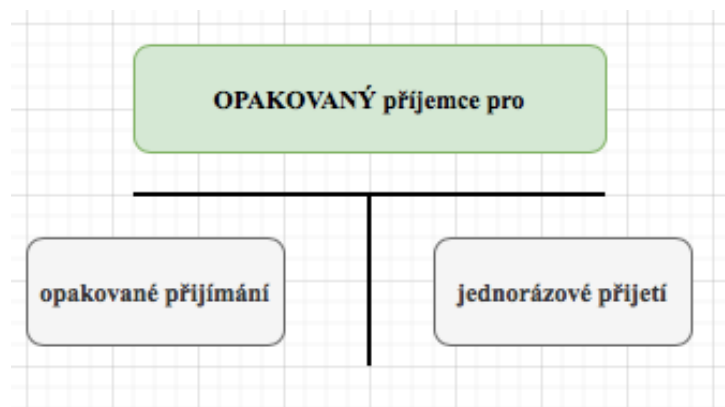 OPAKOVANÝ příjemce pro
opakované přijímání
jednorázové přijetí